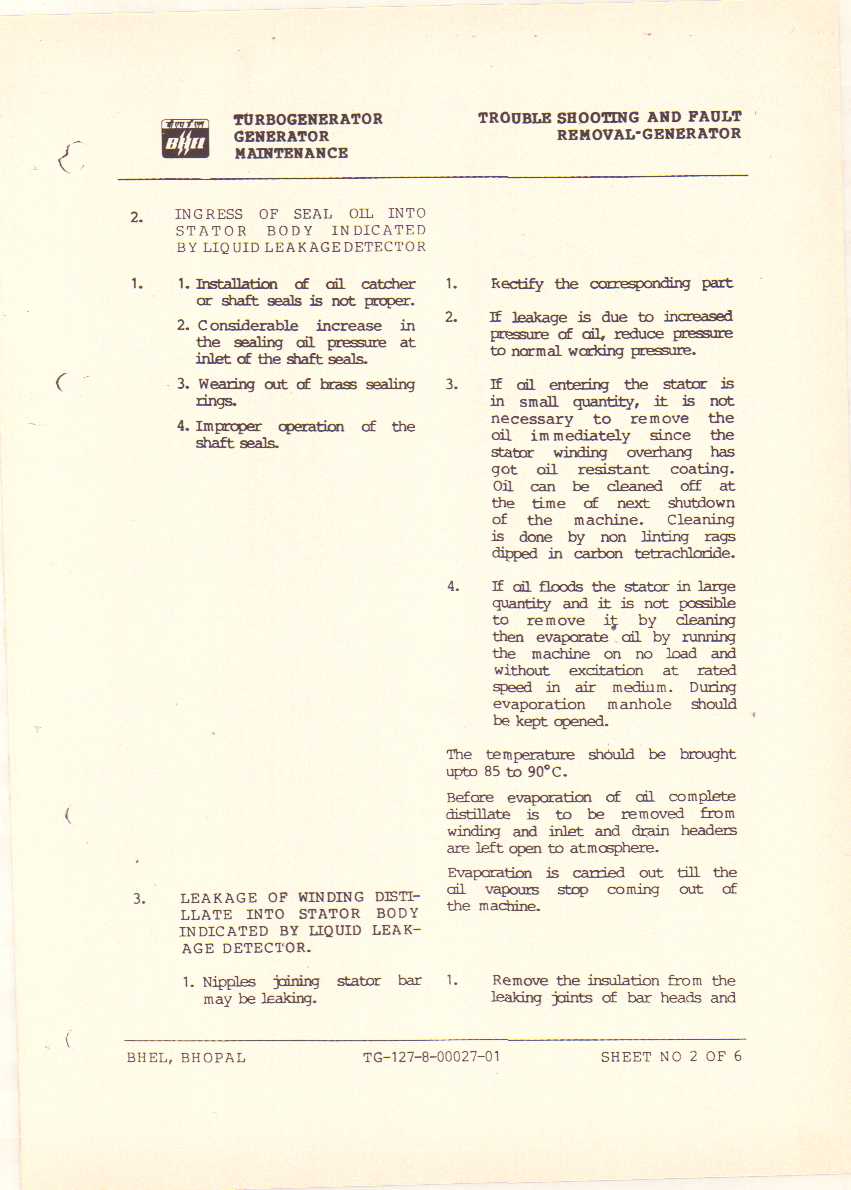 बीएचईएल
BHEL
TURBOGENERATOR
GENERATOR
MAINTENANCE
TROUBLE SHOOTING AND FAULT
REMOVAL-GENERATOR
2. INGRESS OF SEAL OIL INTO
STATOR BODY INDICATED
BY LIQUID LEAKAGE DETECTOR
1. 1. Installation of oil catcher
or shaft seals is not proper.
2. Considerable increase in
the sealing oil pressure at
inlet of the shaft seals.
3. Wearing out of brass sealing
rings.
4. Improper operation of the
shaft seals.
1. Rectify the corresponding part
2. If leakage is due to increased
pressure of oil, reduce pressure
to normal working pressure.
3. If oil entering the stator is
in small quantity, it is not
necessary to remove the
oil immediately since the
stator winding overhang has
got oil resistant coating.
Oil can be cleaned off at
the time of next shutdown
of the machine. Cleaning
is done by non linting rags
dipped in carbon tetrachloride.
4. If oil floods the stator in large
quantity and it is not possible
to remove it by cleaning
then evaporate oil by running
the machine on no load and
without excitation at rated
speed in air medium. During
evaporation manhole should
be kept opened.
The temperature should be brought
upto 85 to 90°C.
Before evaporation of oil complete
distillate is to be removed from
winding and inlet and drain headers
are left open to atmosphere.
Evaporation is carried out till the
oil vapours stop coming out of
the machine.
3. LEAKAGE OF WINDING DISTI-
LLATE INTO STATOR BODY
INDICATED BY LIQUID LEAK-
AGE DETECTOR.
1. Nipples joining stator bar
may be leaking.
1. Remove the insulation from the
leaking joints of bar heads and
BHEL, BHOPAL TG-127-8-00027-01 SHEET NO 2 OF 6